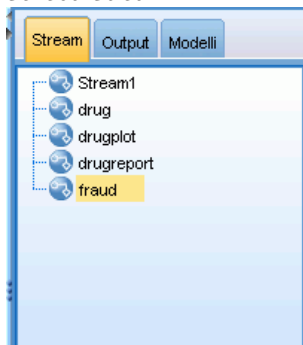 Stream Output Modelli
Stream1
drug
drugplot
drugreport
fraud